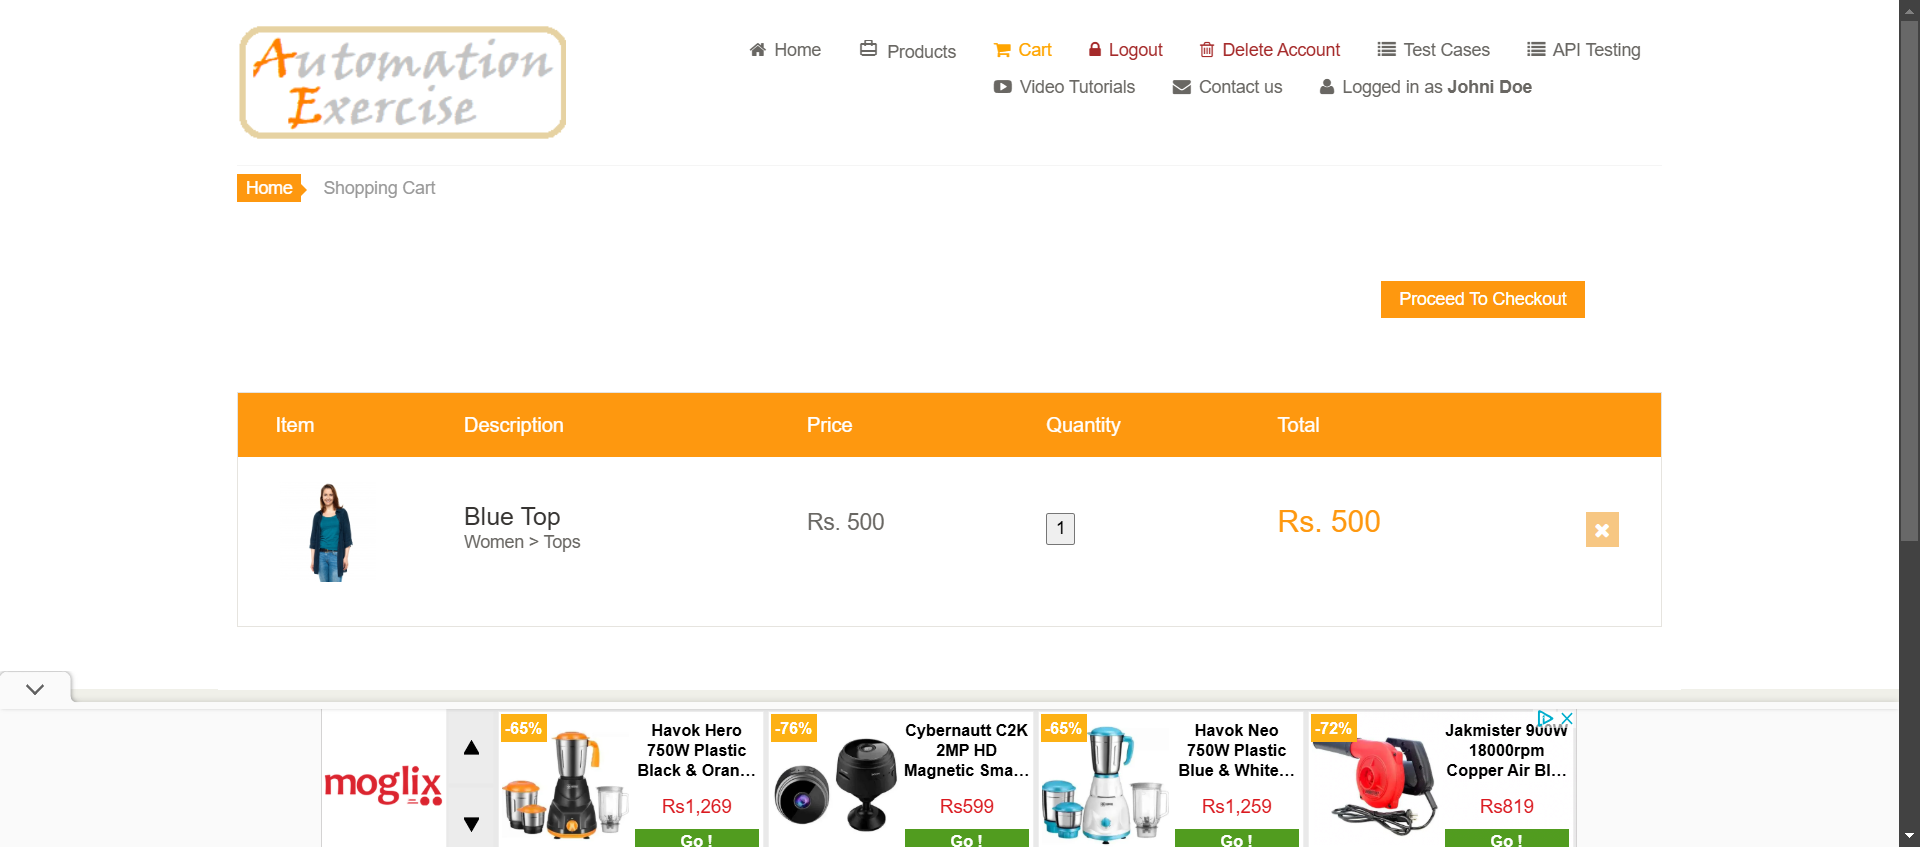 Automation
Exercise
Home
Products
Cart
Logout
Delete Account
Test Cases
API Testing
Video Tutorials
Contact us
Logged in as Johni Doe
Home
Shopping Cart
Proceed To Checkout
Item Description Price Quantity Total
Blue Top
Women > Tops
Rs. 500
1
Rs. 500
moglix
-65%
Havok Hero
750W Plastic
Black & Oran...
Rs1,269
Go !
-76%
Cybernautt C2K
2MP HD
Magnetic Sma...
Rs599
Go !
-65%
Havok Neo
750W Plastic
Blue & White...
Rs1,259
Go !
-72%
Jakmister 900W
18000rpm
Copper Air Bl...
Rs819
Go !